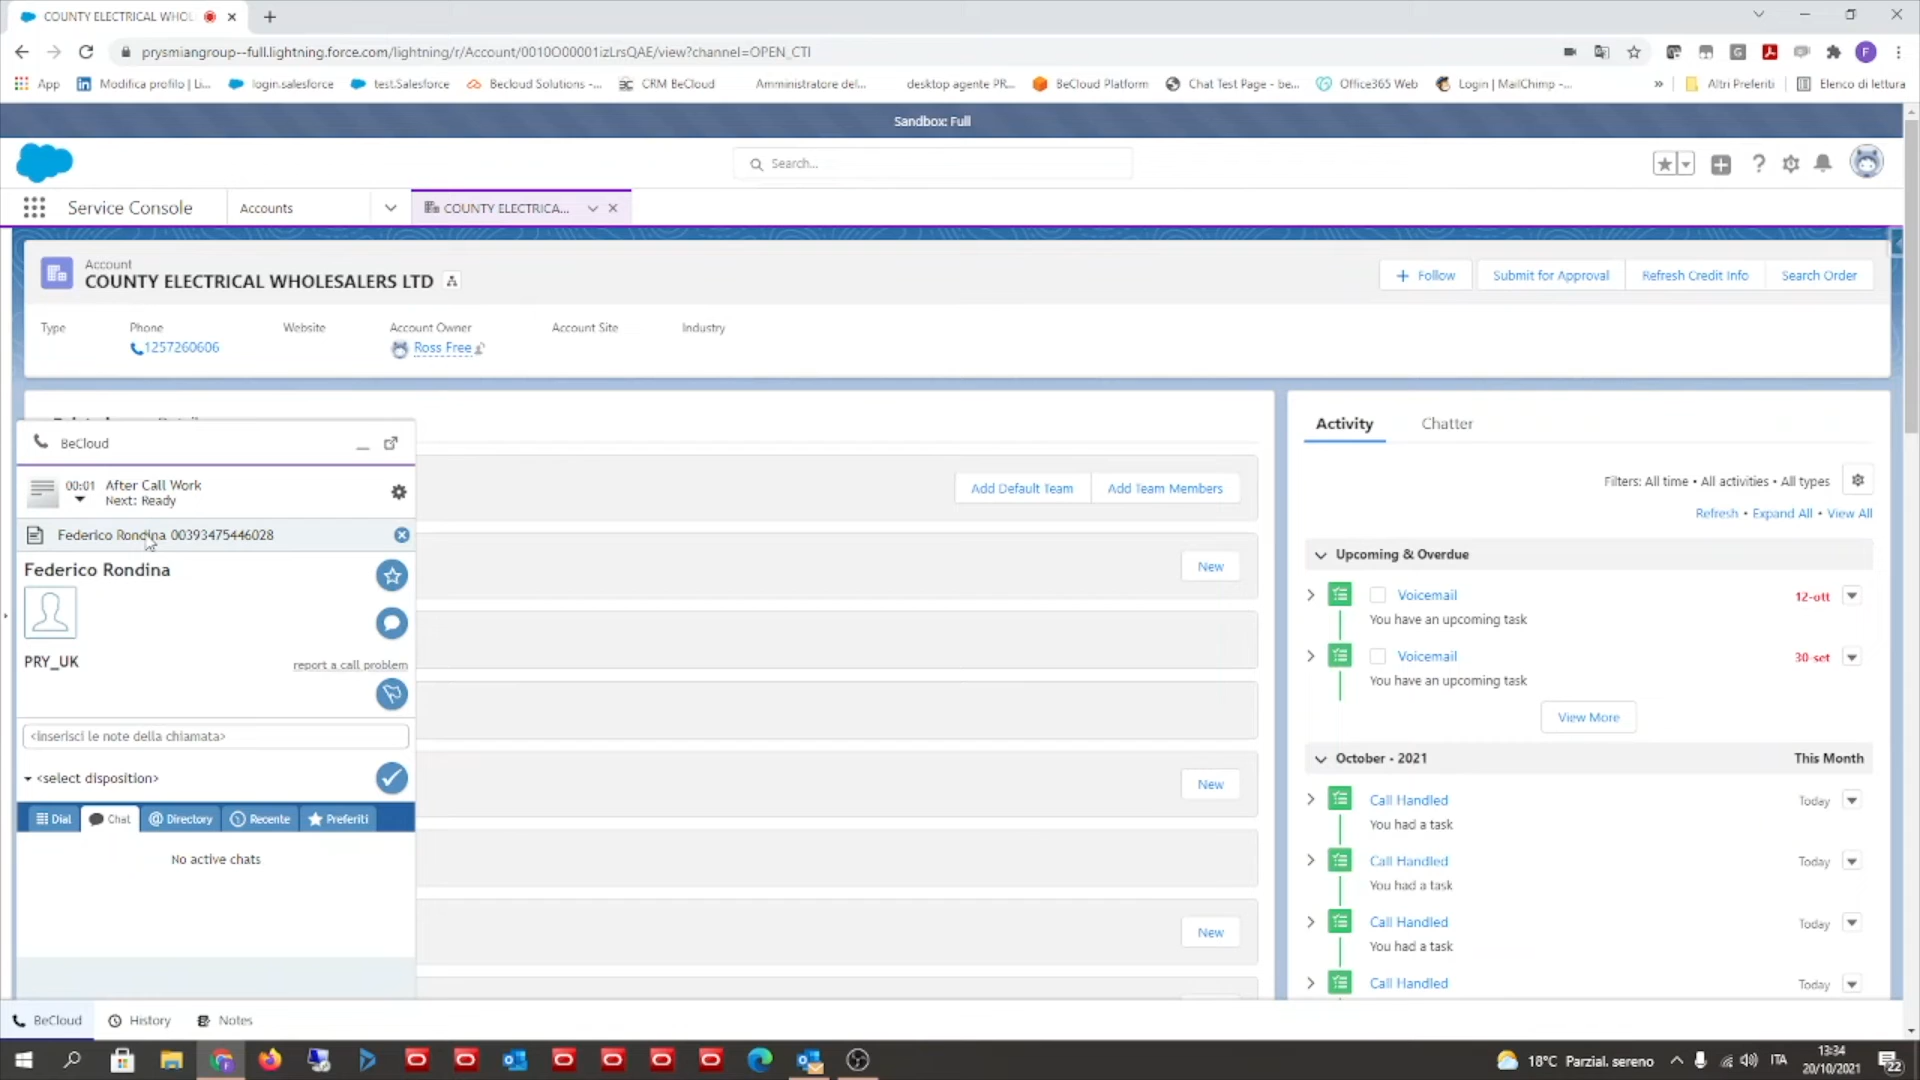 COUNTY ELECTRICAL WHOL
prysmiangroup--full.lightning.force.com/lightning/r/Account/0010O00001izLrsQAE/view?channel=OPEN_CTI
App
Modifica profilo | Li...
login.salesforce
test.Salesforce
Becloud Solutions -...
CRM BeCloud
Amministratore del...
desktop agente PR...
BeCloud Platform
Chat Test Page - be...
Office365 Web
Login | MailChimp -...
»
Altri Preferiti
Elenco di lettura
Sandbox: Full
Search...
Service Console
Accounts
COUNTY ELECTRICA...
Account
COUNTY ELECTRICAL WHOLESALERS LTD
Follow
Submit for Approval
Refresh Credit Info
Search Order
Type
Phone
Website
Account Owner
Account Site
Industry
1257260606
Ross Free
BeCloud
00:01
After Call Work
Next: Ready
Federico Rondina 00393475446028
Federico Rondina
PRY_UK
report a call problem
<inserisci le note della chiamata>
<select disposition>
Dial
Chat
Directory
Recente
Preferiti
No active chats
Add Default Team
Add Team Members
New
New
New
Activity
Chatter
Filters: All time • All activities • All types
Refresh • Expand All • View All
Upcoming & Overdue
Voicemail
12-ott
You have an upcoming task
Voicemail
30-set
You have an upcoming task
View More
October • 2021
This Month
Call Handled
Today
You had a task
Call Handled
Today
You had a task
Call Handled
Today
You had a task
Call Handled
Today
BeCloud
History
Notes
18°C Parzial. sereno
ITA
13:34
20/10/2021
22